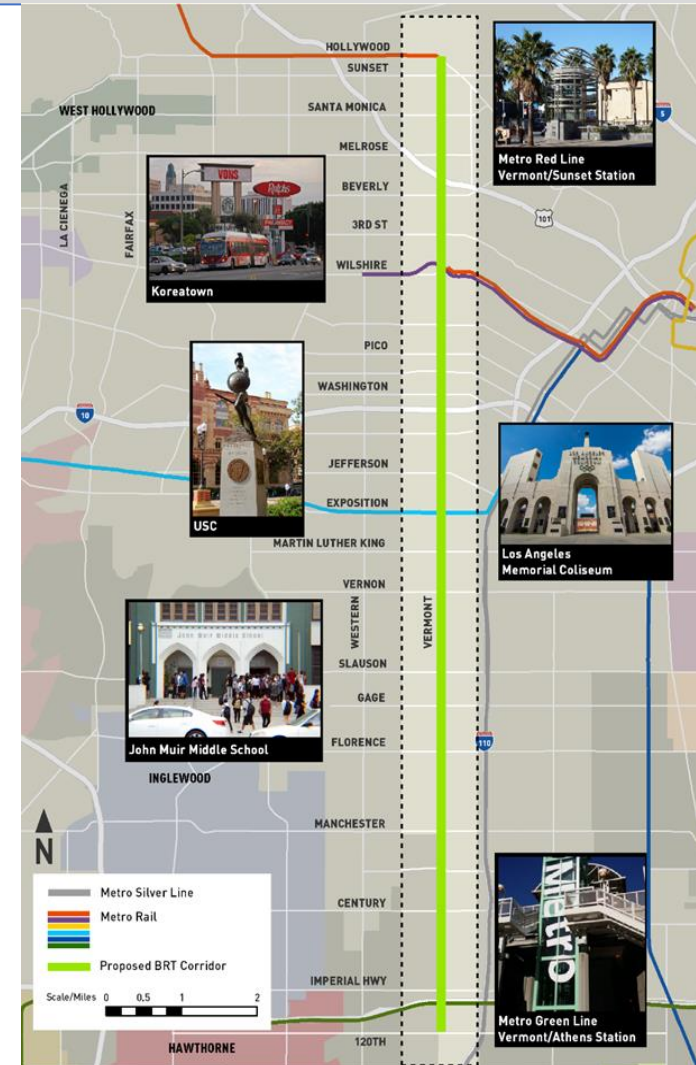 HOLLYWOOD
SUNSET
WEST HOLLYWOOD
SANTA MONICA
5
Metro Red Line
Vermont/Sunset Station
MELROSE
VONS
Ralphs
BEVERLY
LA CIENEGA
FAIRFAX
3RD ST
101
WILSHIRE
Koreatown
PICO
WASHINGTON
10
JEFFERSON
EXPOSITION
USC
LOS ANGELES
MEMORIAL COLISEUM
Los Angeles
Memorial Coliseum
MARTIN LUTHER KING
VERNON
WESTERN
VERMONT
John Muir Middle School
SLAUSON
GAGE
John Muir Middle School
FLORENCE
110
INGLEWOOD
MANCHESTER
N
Metro Silver Line
Metro Rail
Proposed BRT Corridor
Scale/Miles 0 0.5 1 2
CENTURY
IMPERIAL HWY
Metro
Metro Green Line
Vermont/Athens Station
120TH
HAWTHORNE